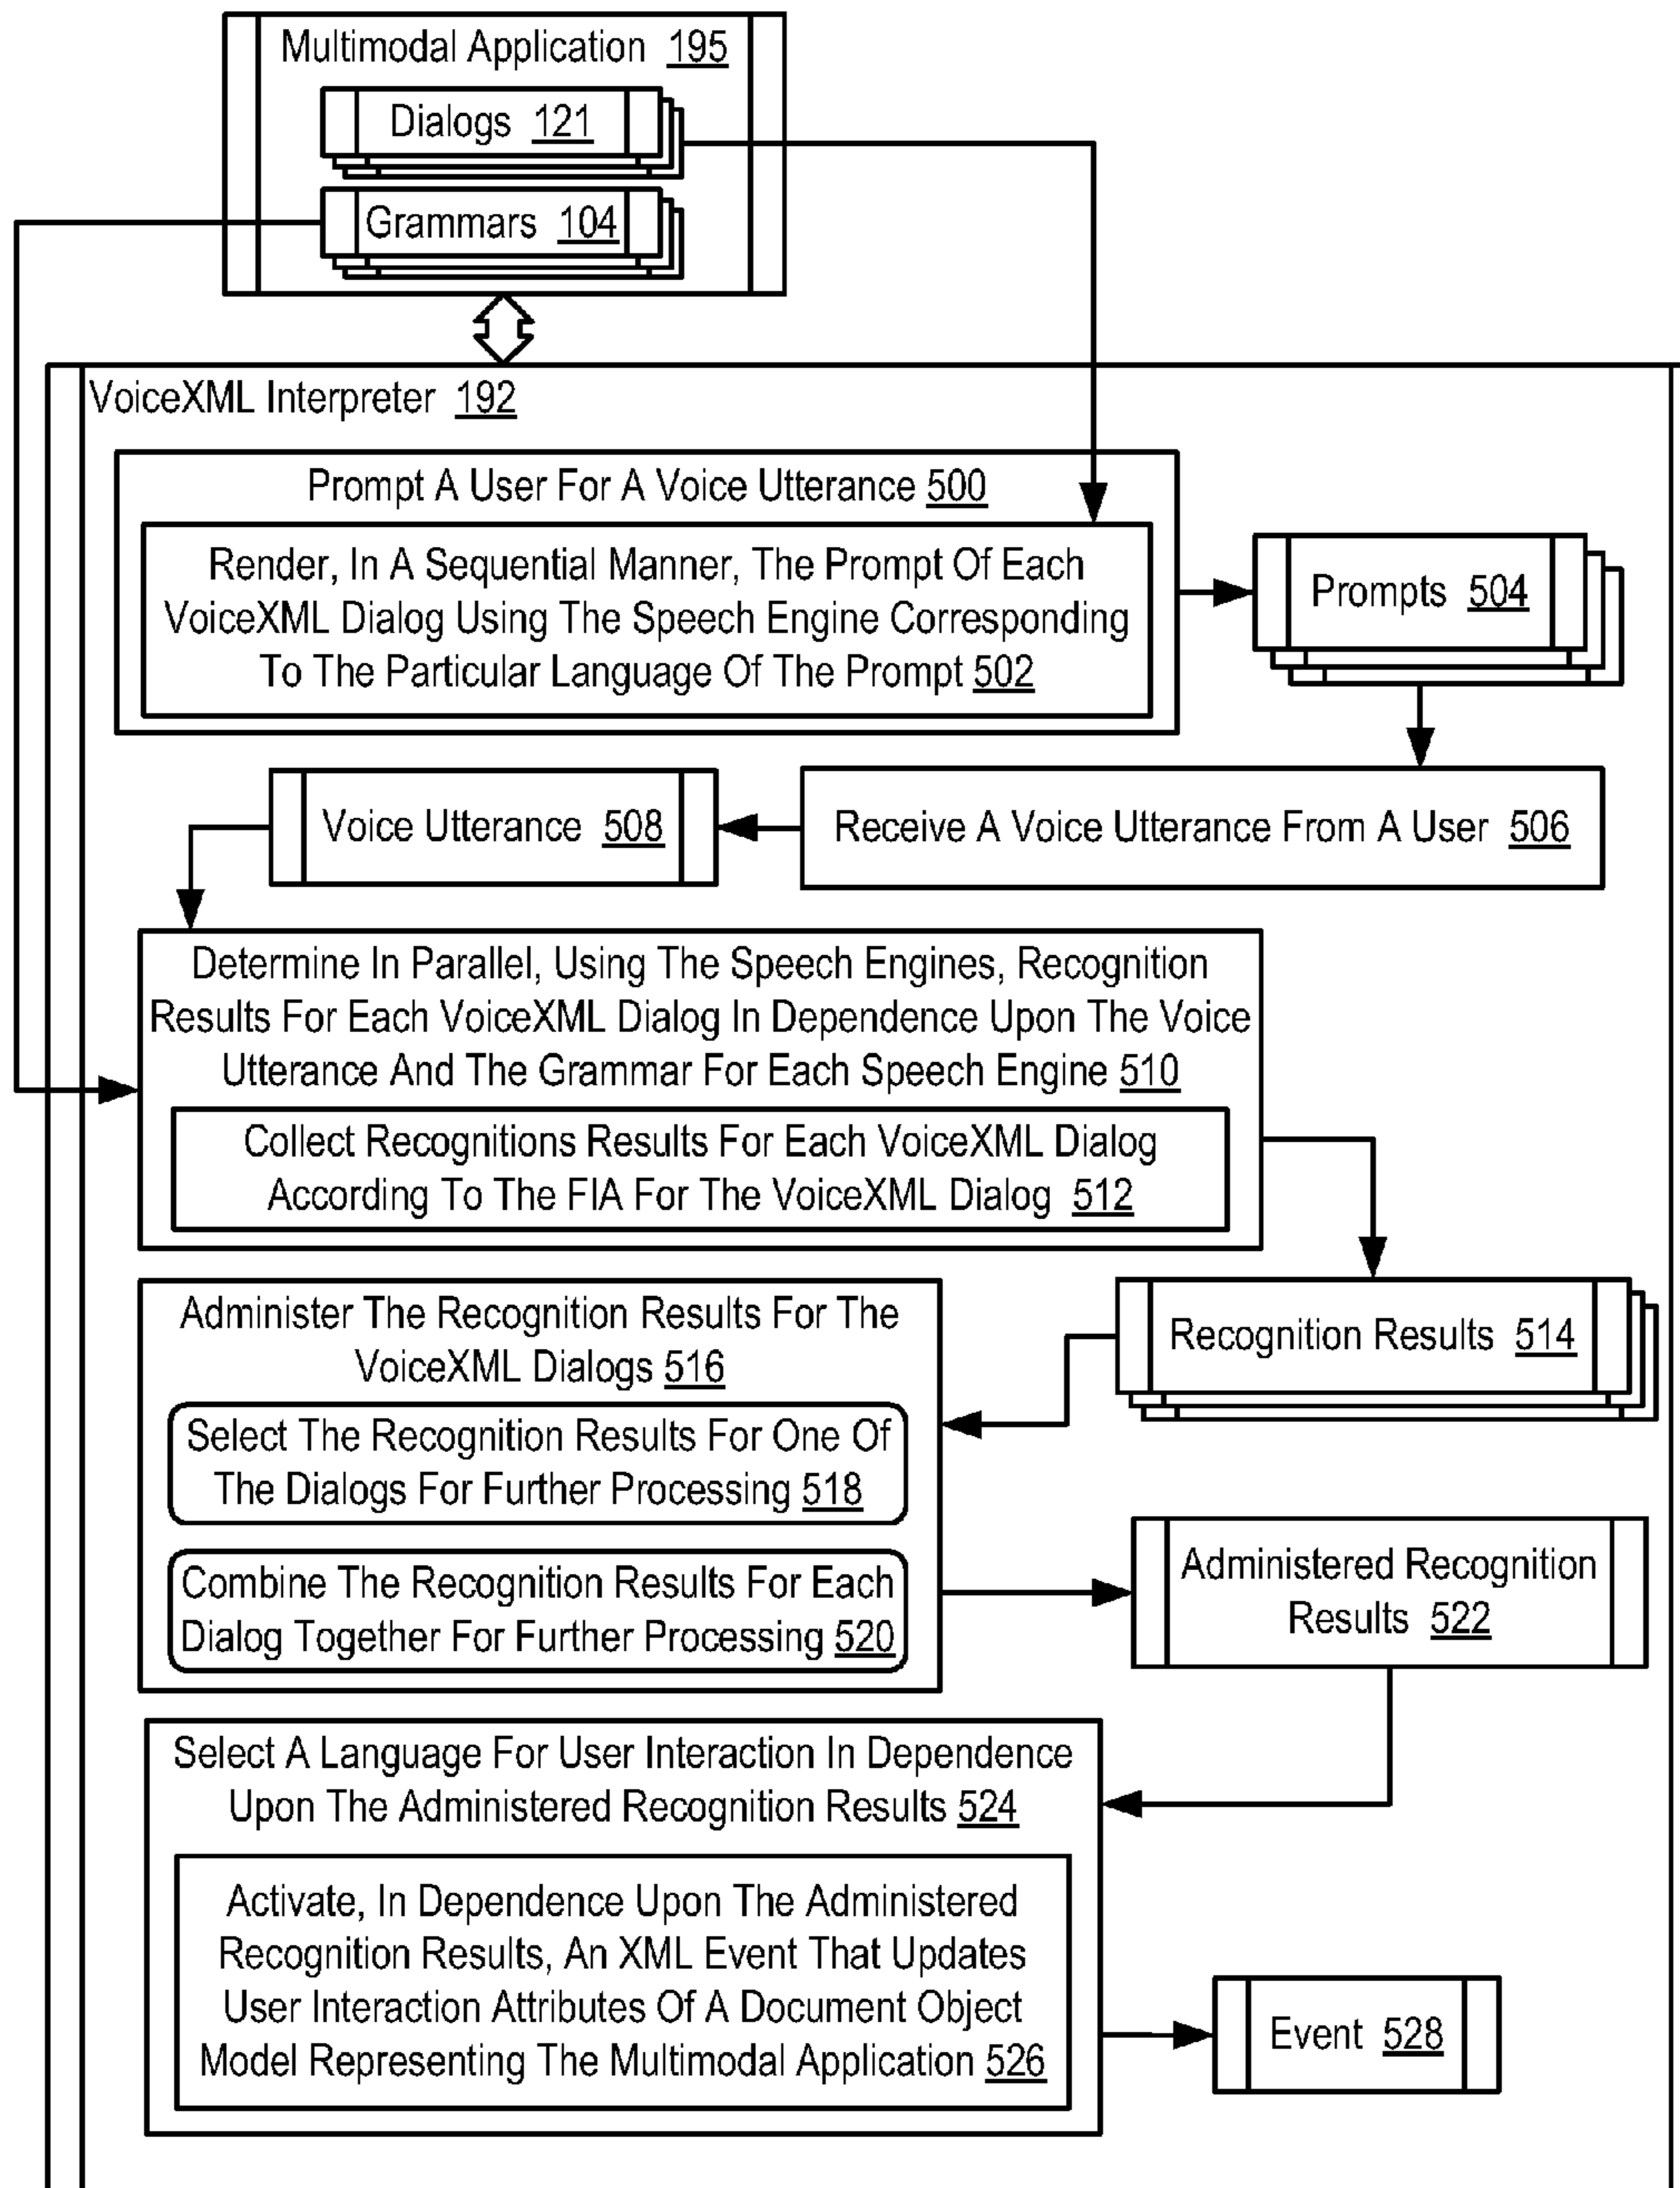 Multimodal Application 195
Dialogs 121
Grammars 104
VoiceXML Interpreter 192
Prompt A User For A Voice Utterance 500
Render, In A Sequential Manner, The Prompt Of Each
VoiceXML Dialog Using The Speech Engine Corresponding
To The Particular Language Of The Prompt 502
Prompts 504
Voice Utterance 508
Receive A Voice Utterance From A User 506
Determine In Parallel, Using The Speech Engines, Recognition
Results For Each VoiceXML Dialog In Dependence Upon The Voice
Utterance And The Grammar For Each Speech Engine 510
Collect Recognitions Results For Each VoiceXML Dialog
According To The FIA For The VoiceXML Dialog 512
Administer The Recognition Results For The
VoiceXML Dialogs 516
Recognition Results 514
Select The Recognition Results For One Of
The Dialogs For Further Processing 518
Combine The Recognition Results For Each
Dialog Together For Further Processing 520
Administered Recognition
Results 522
Select A Language For User Interaction In Dependence
Upon The Administered Recognition Results 524
Activate, In Dependence Upon The Administered
Recognition Results, An XML Event That Updates
User Interaction Attributes Of A Document Object
Model Representing The Multimodal Application 526
Event 528